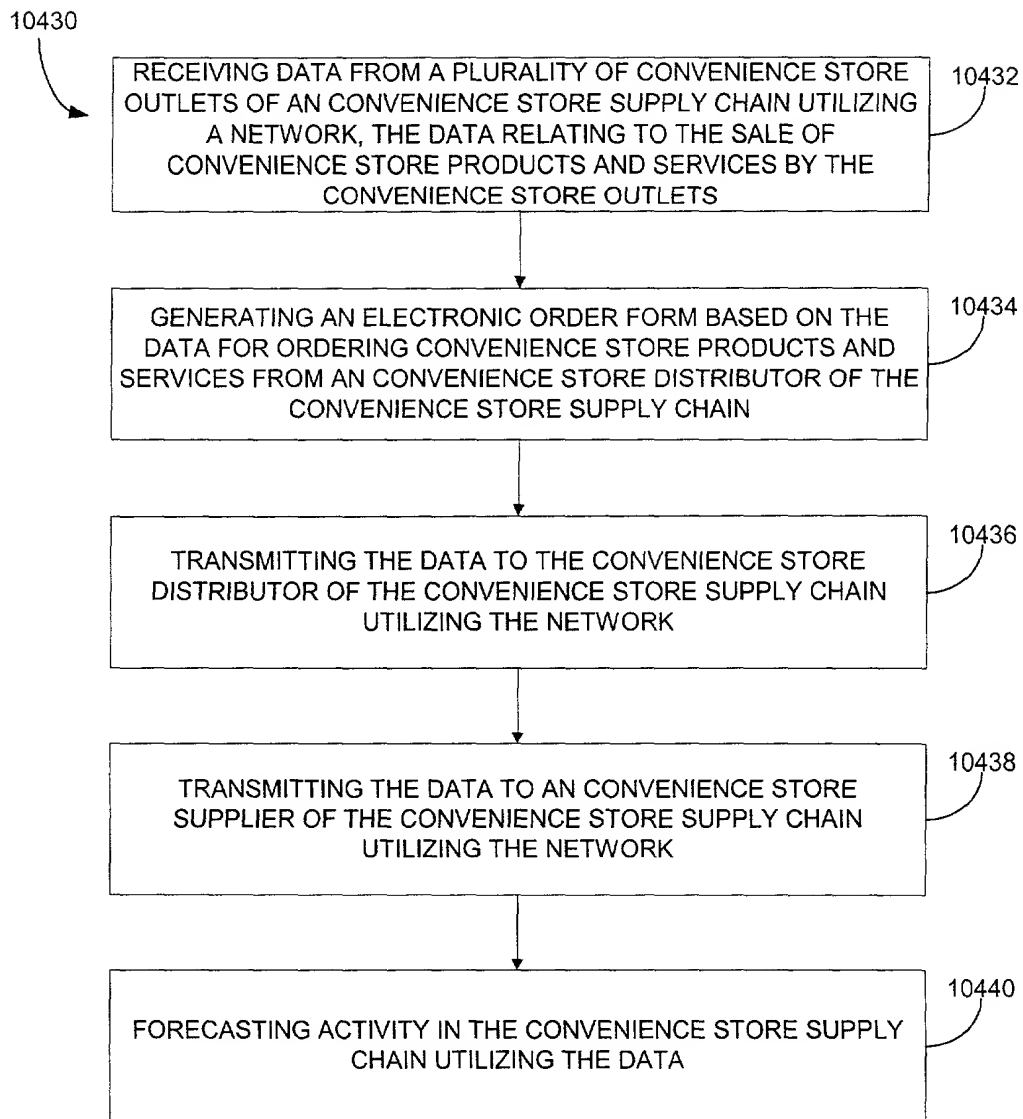 10430
RECEIVING DATA FROM A PLURALITY OF CONVENIENCE STORE
OUTLETS OF AN CONVENIENCE STORE SUPPLY CHAIN UTILIZING
A NETWORK, THE DATA RELATING TO THE SALE OF
CONVENIENCE STORE PRODUCTS AND SERVICES BY THE
CONVENIENCE STORE OUTLETS
10432
GENERATING AN ELECTRONIC ORDER FORM BASED ON THE
DATA FOR ORDERING CONVENIENCE STORE PRODUCTS AND
SERVICES FROM AN CONVENIENCE STORE DISTRIBUTOR OF THE
CONVENIENCE STORE SUPPLY CHAIN
10434
TRANSMITTING THE DATA TO THE CONVENIENCE STORE
DISTRIBUTOR OF THE CONVENIENCE STORE SUPPLY CHAIN
UTILIZING THE NETWORK
10436
TRANSMITTING THE DATA TO AN CONVENIENCE STORE
SUPPLIER OF THE CONVENIENCE STORE SUPPLY CHAIN
UTILIZING THE NETWORK
10438
FORECASTING ACTIVITY IN THE CONVENIENCE STORE SUPPLY
CHAIN UTILIZING THE DATA
10440